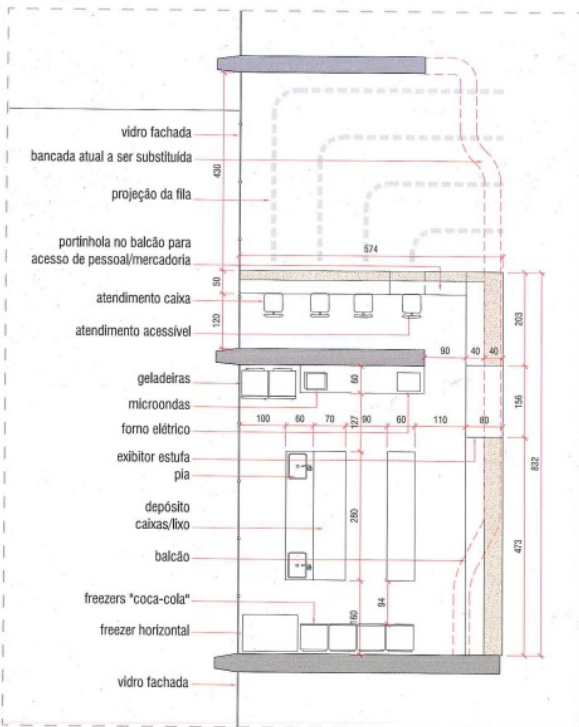 vidro fachada
bancada atual a ser substituída
430
projeção da fila
portinhola no balcão para
acesso de pessoal/mercadoria
574
50
atendimento caixa
120
203
atendimento acessível
90 40 40
geladeiras
60
microondas
156
forno elétrico
100 60 70 127 90 60 110 80
exibitor estufa
pia
832
depósito
caixas/lixo
280
473
balcão
freezers "coca-cola"
94
160
freezer horizontal
vidro fachada